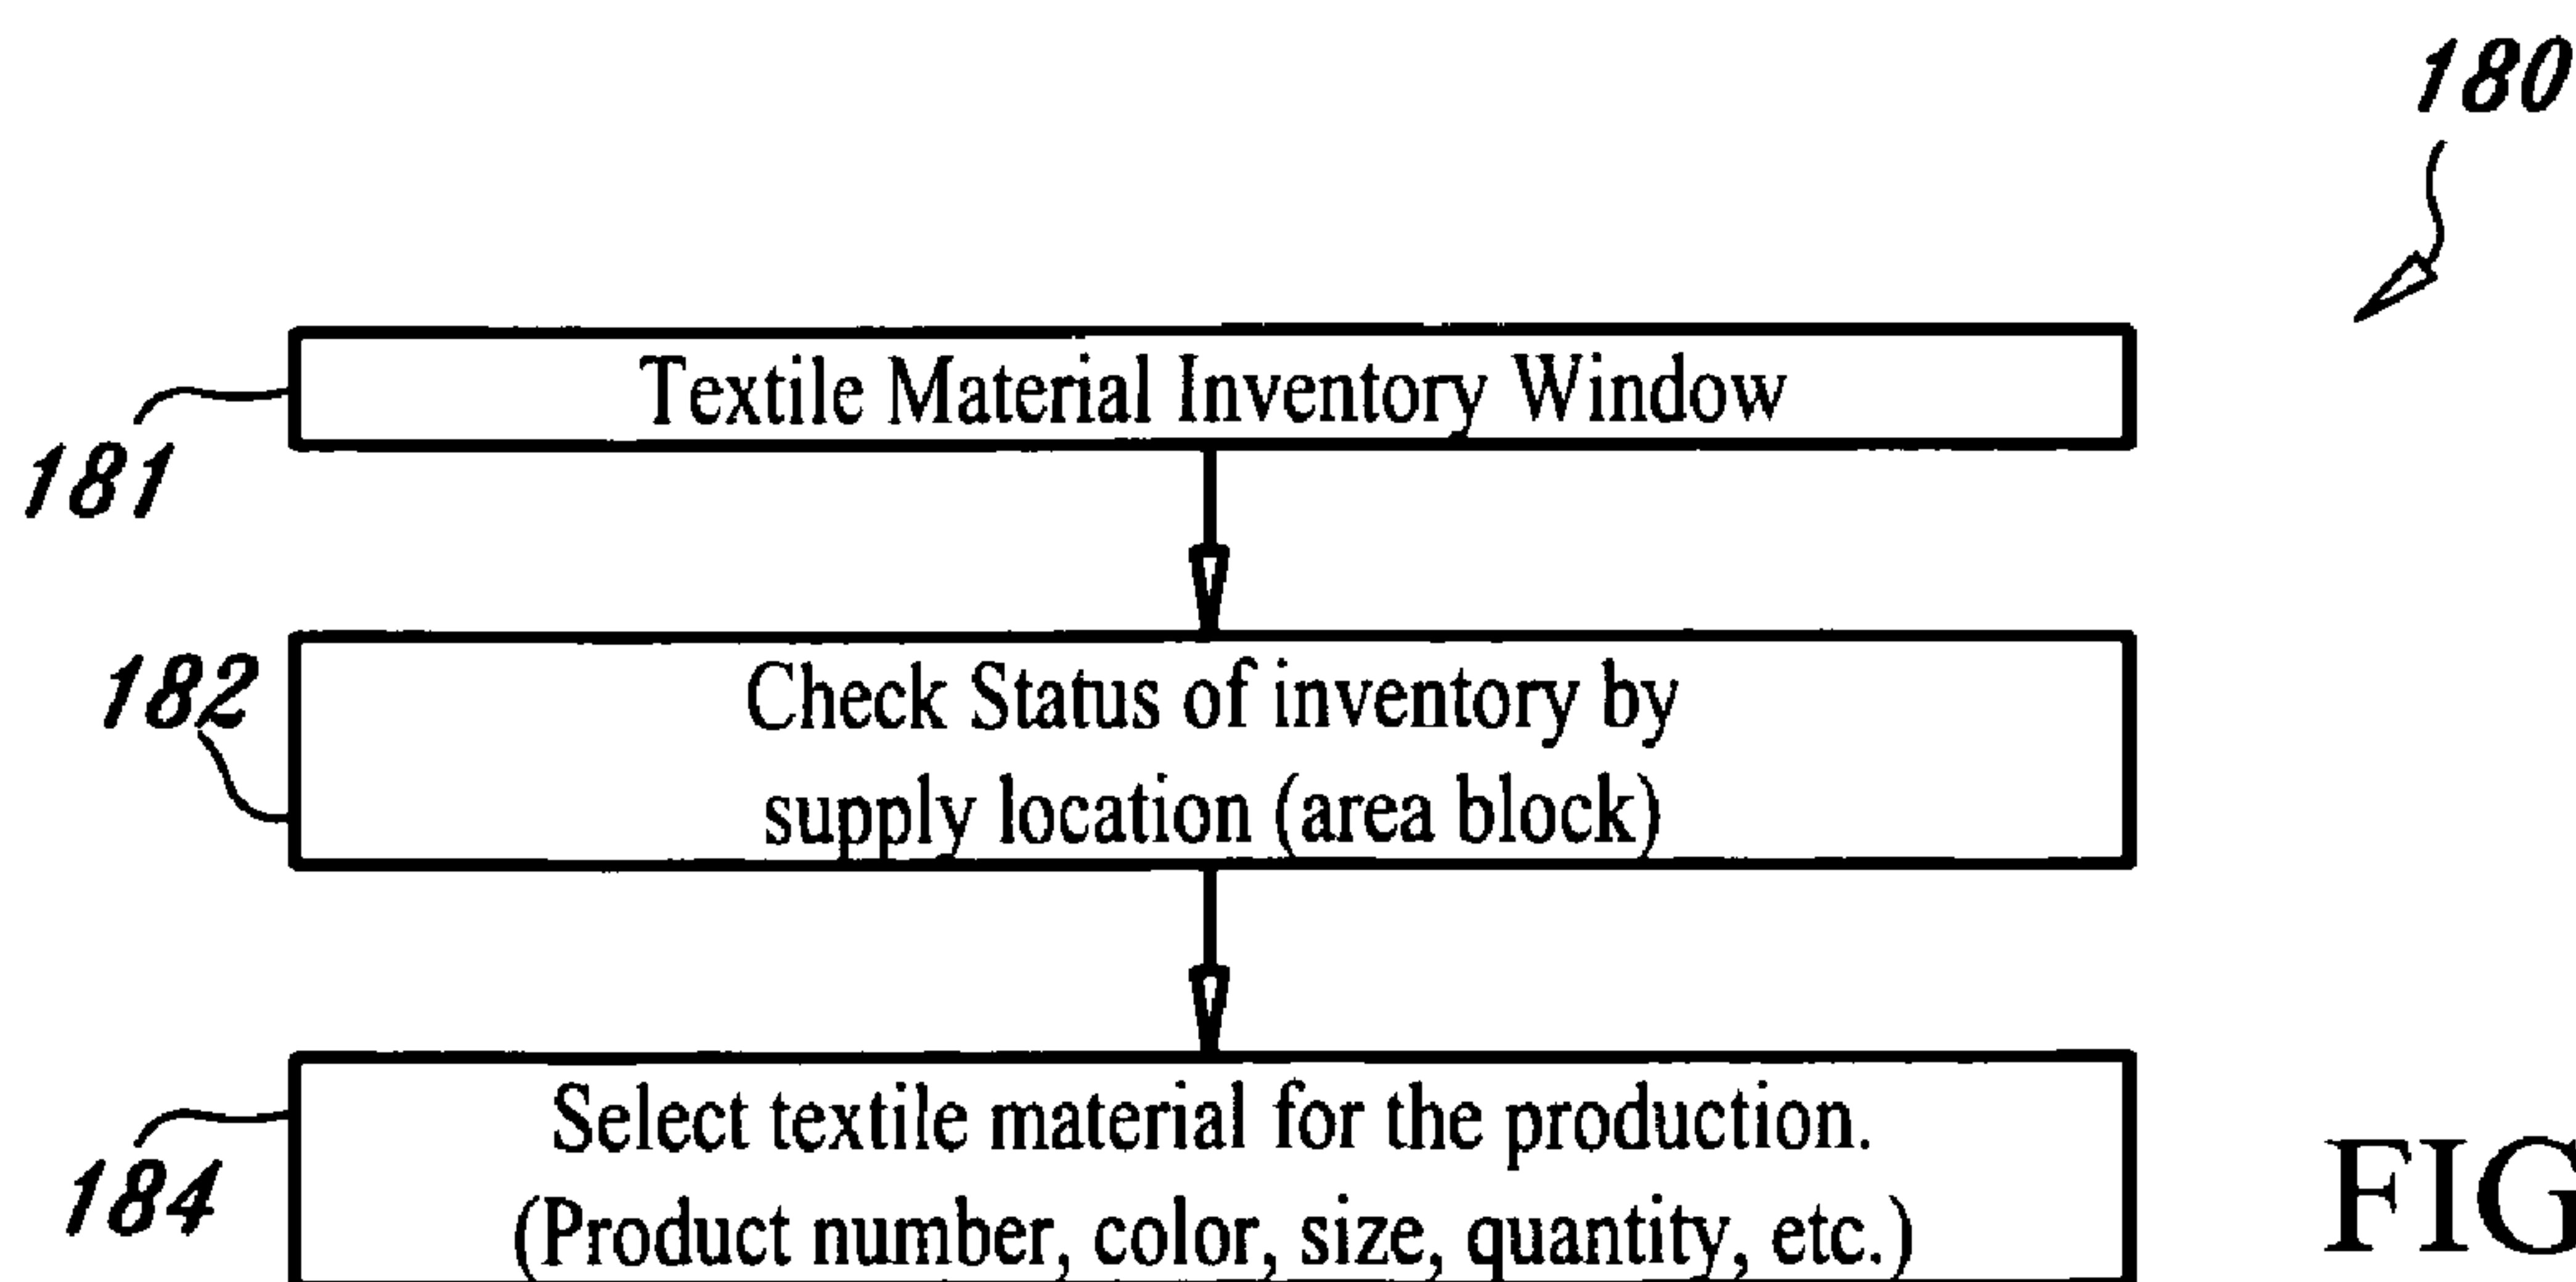 180
Textile Material Inventory Window
181
182
Check Status of inventory by
supply location (area block)
184
Select textile material for the production.
(Product number, color, size, quantity, etc.)
FIG